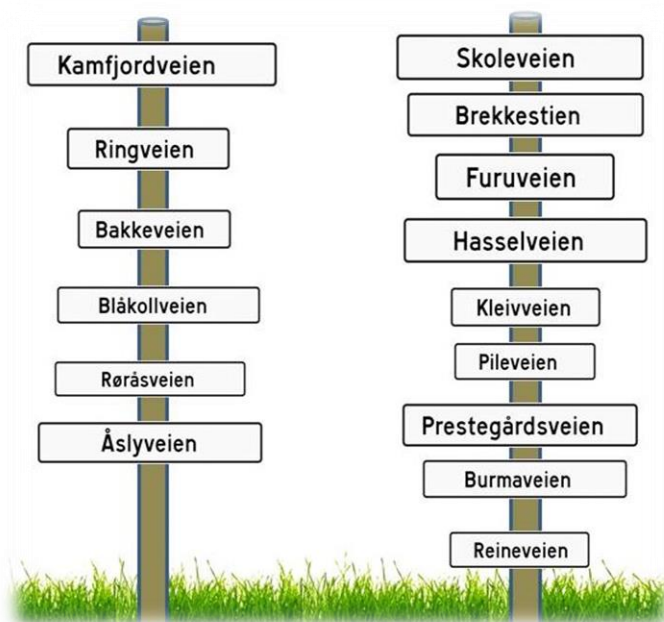 Kamfjordveien
Ringveien
Bakkeveien
Blåkollveien
Røråsveien
Åslyveien
Skoleveien
Brekkestien
Furuveien
Hasselveien
Kleivveien
Pileveien
Prestegårdsveien
Burmaveien
Reineveien